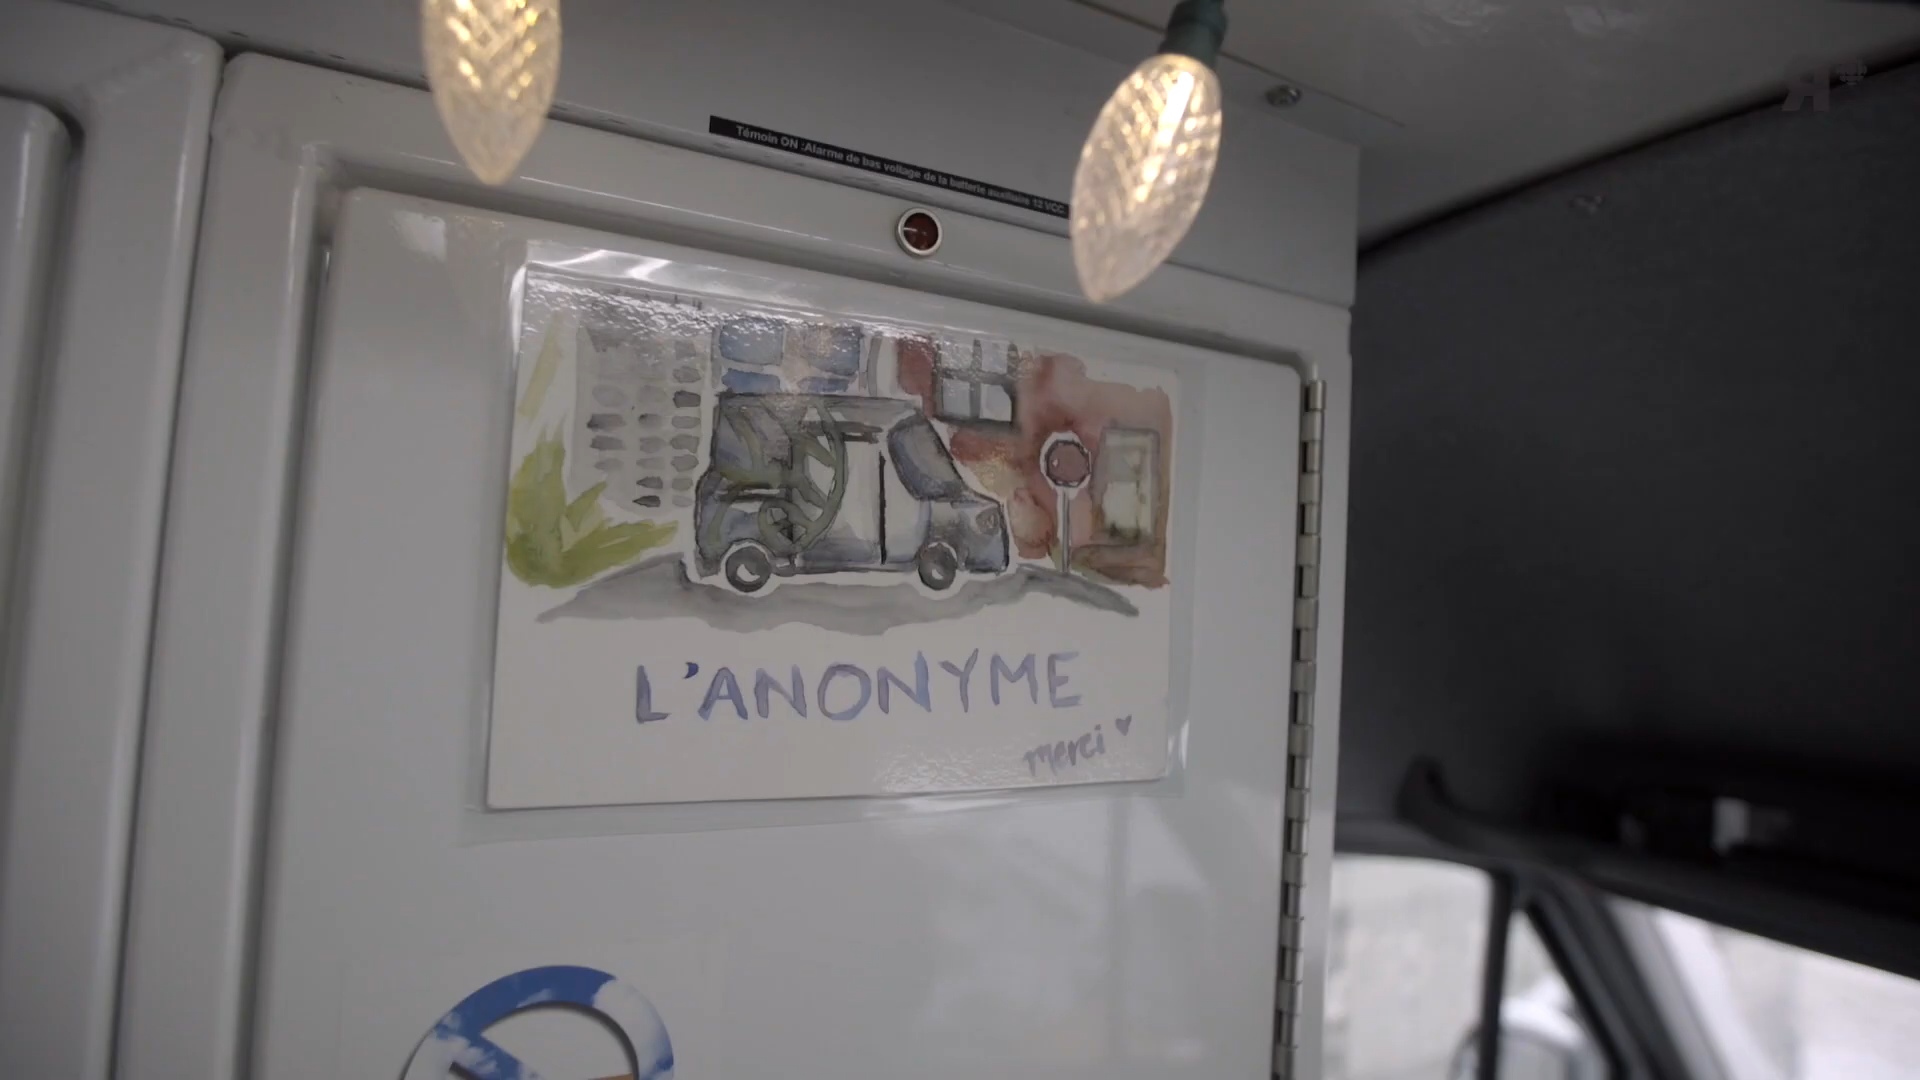 Témoin ON :Alarme de bas voltage de la batterie auxiliaire 12 VCC.
L'ANONYME
merci